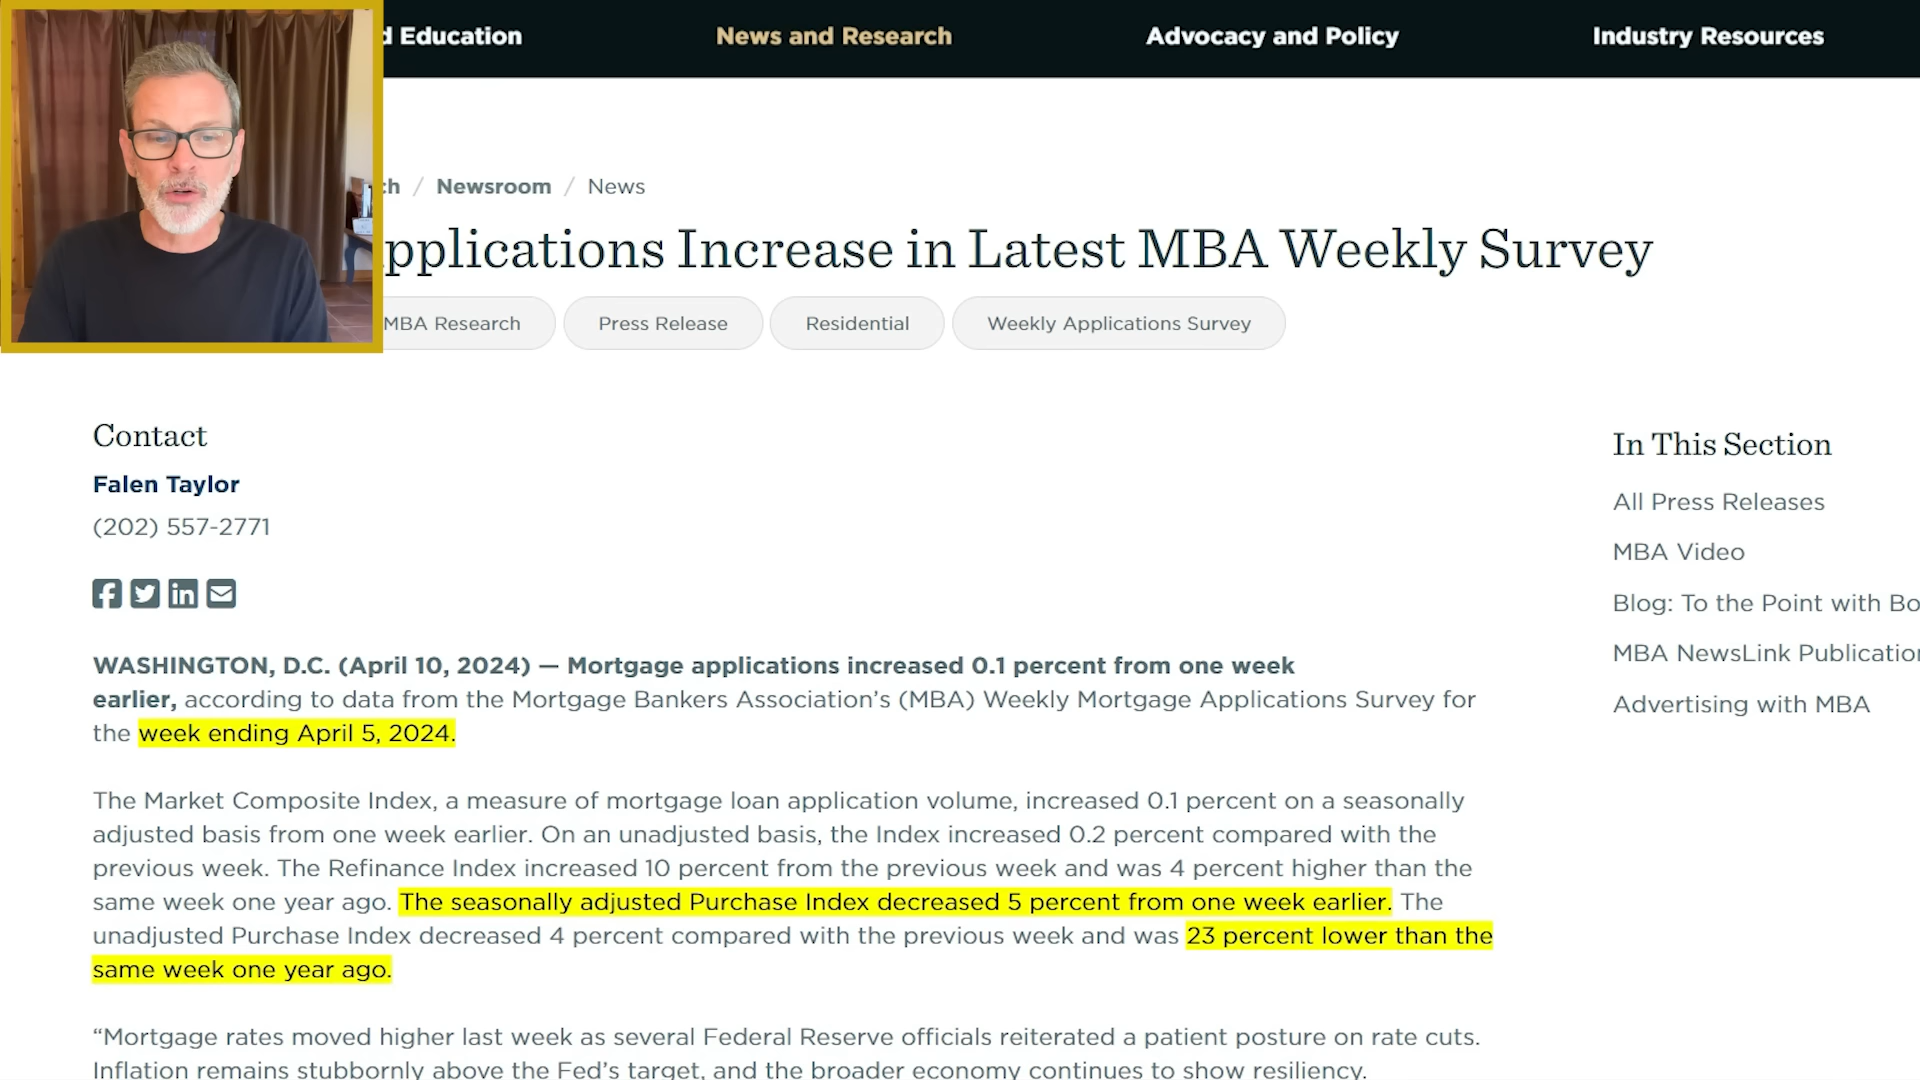 d Education
News and Research
Advocacy and Policy
Industry Resources
ch / Newsroom / News
pplications Increase in Latest MBA Weekly Survey
MBA Research
Press Release
Residential
Weekly Applications Survey
Contact
Falen Taylor
(202) 557-2771
In This Section
All Press Releases
MBA Video
Blog: To the Point with Bo
MBA NewsLink Publication
Advertising with MBA
WASHINGTON, D.C. (April 10, 2024) — Mortgage applications increased 0.1 percent from one week
earlier, according to data from the Mortgage Bankers Association’s (MBA) Weekly Mortgage Applications Survey for
the week ending April 5, 2024.
The Market Composite Index, a measure of mortgage loan application volume, increased 0.1 percent on a seasonally
adjusted basis from one week earlier. On an unadjusted basis, the Index increased 0.2 percent compared with the
previous week. The Refinance Index increased 10 percent from the previous week and was 4 percent higher than the
same week one year ago. The seasonally adjusted Purchase Index decreased 5 percent from one week earlier. The
unadjusted Purchase Index decreased 4 percent compared with the previous week and was 23 percent lower than the
same week one year ago.
“Mortgage rates moved higher last week as several Federal Reserve officials reiterated a patient posture on rate cuts.
Inflation remains stubbornly above the Fed’s target, and the broader economy continues to show resiliency.